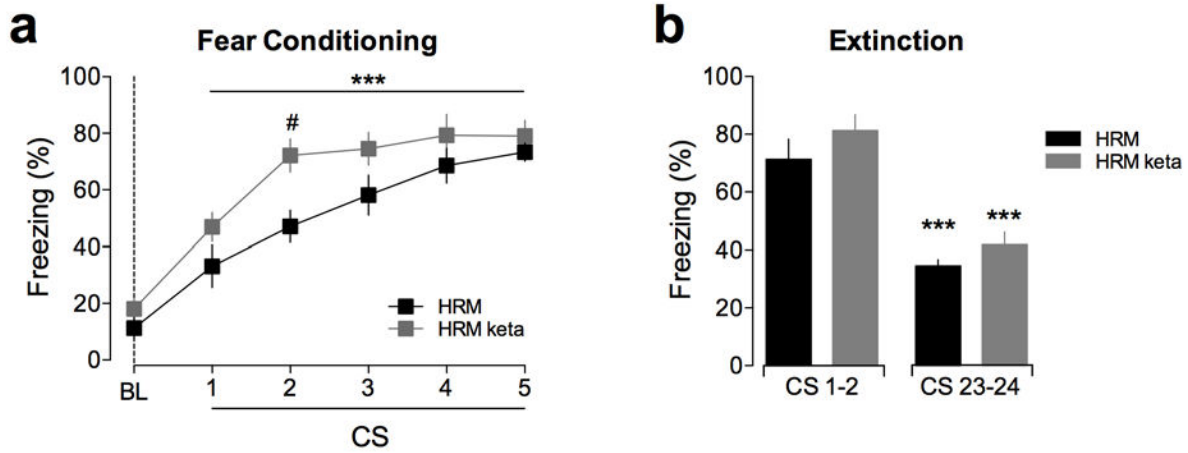 a
Fear Conditioning
100
80
60
40
20
0
Freezing (%)
***
#
HRM
HRM keta
BL 1 2 3 4 5
CS
b
Extinction
100
80
60
40
20
0
Freezing (%)
*** ***
HRM
HRM keta
CS 1-2 CS 23-24